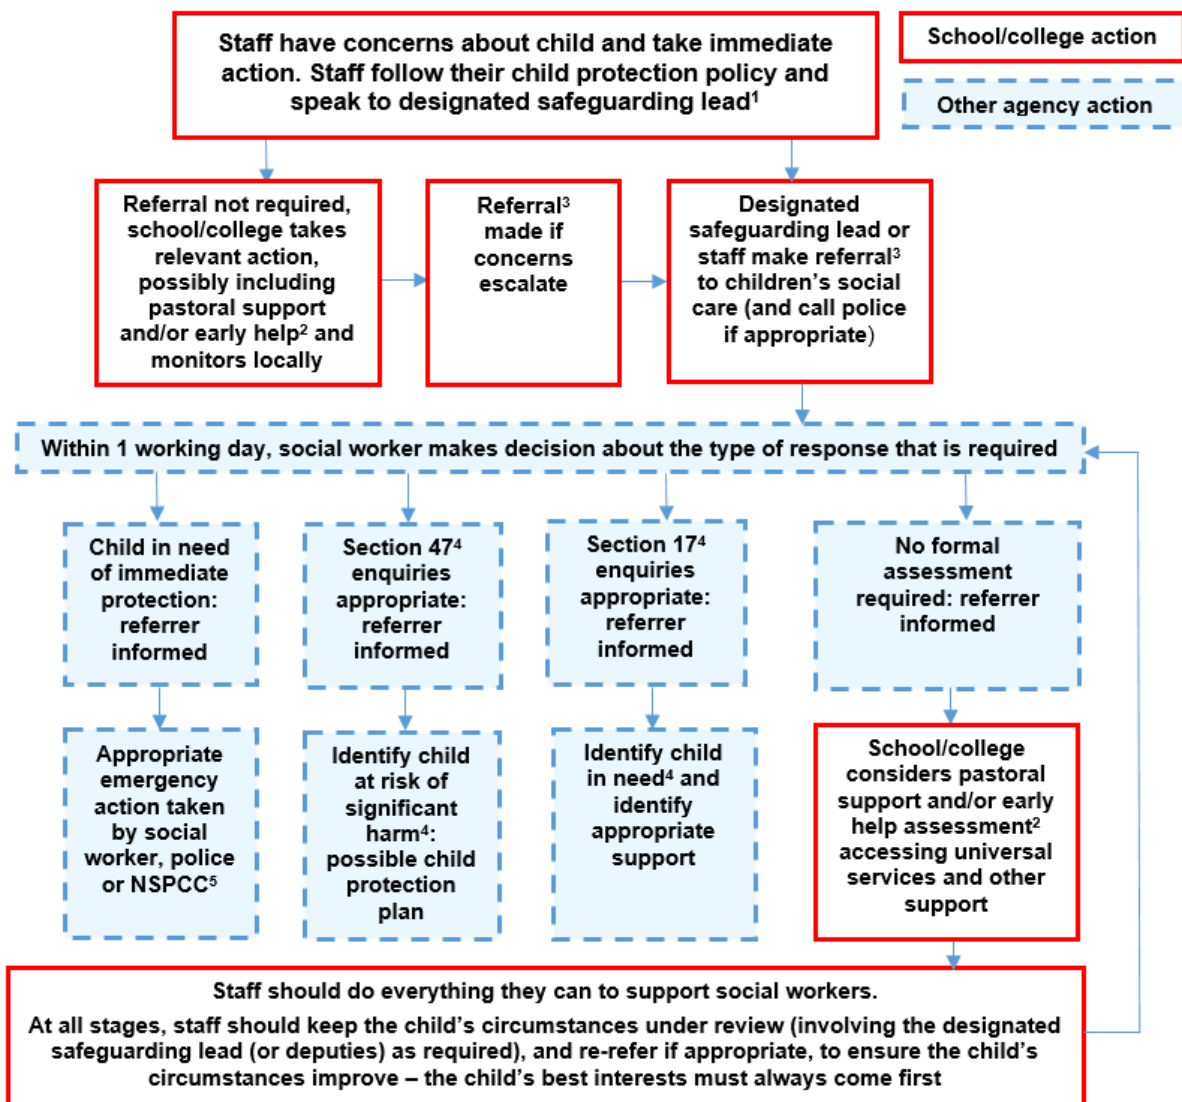 Staff have concerns about child and take immediate
action. Staff follow their child protection policy and
speak to designated safeguarding lead¹
School/college action
Other agency action
Referral not required,
school/college takes
relevant action,
possibly including
pastoral support
and/or early help² and
monitors locally
Referral³
made if
concerns
escalate
Designated
safeguarding lead or
staff make referral³
to children’s social
care (and call police
if appropriate)
Within 1 working day, social worker makes decision about the type of response that is required
Child in need
of immediate
protection:
referrer
informed
Section 47⁴
enquiries
appropriate:
referrer
informed
Section 17⁴
enquiries
appropriate:
referrer
informed
No formal
assessment
required: referrer
informed
Appropriate
emergency
action taken
by social
worker, police
or NSPCC⁵
Identify child
at risk of
significant
harm⁴:
possible child
protection
plan
Identify child
in need⁴ and
identify
appropriate
support
School/college
considers pastoral
support and/or early
help assessment²
accessing universal
services and other
support
Staff should do everything they can to support social workers.
At all stages, staff should keep the child’s circumstances under review (involving the designated
safeguarding lead (or deputies) as required), and re-refer if appropriate, to ensure the child’s
circumstances improve – the child’s best interests must always come first